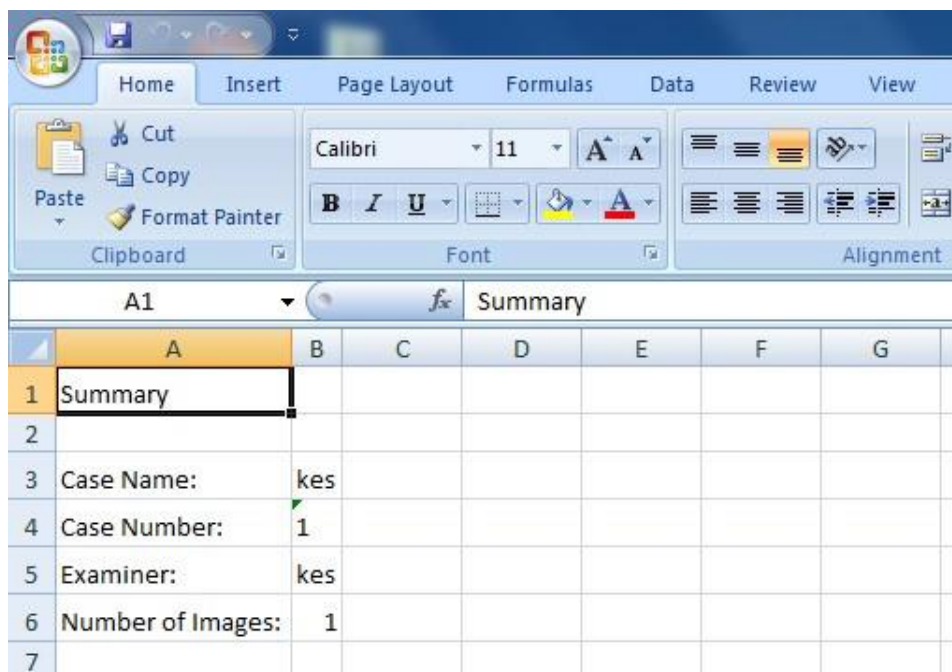 Home Insert Page Layout Formulas Data Review View
Cut
Copy
Paste
Format Painter
Clipboard
Calibri 11 A A
B I U A
Font
Alignment
A1 fx Summary
A B C D E F G
1 Summary
2
3 Case Name: kes
4 Case Number: 1
5 Examiner: kes
6 Number of Images: 1
7